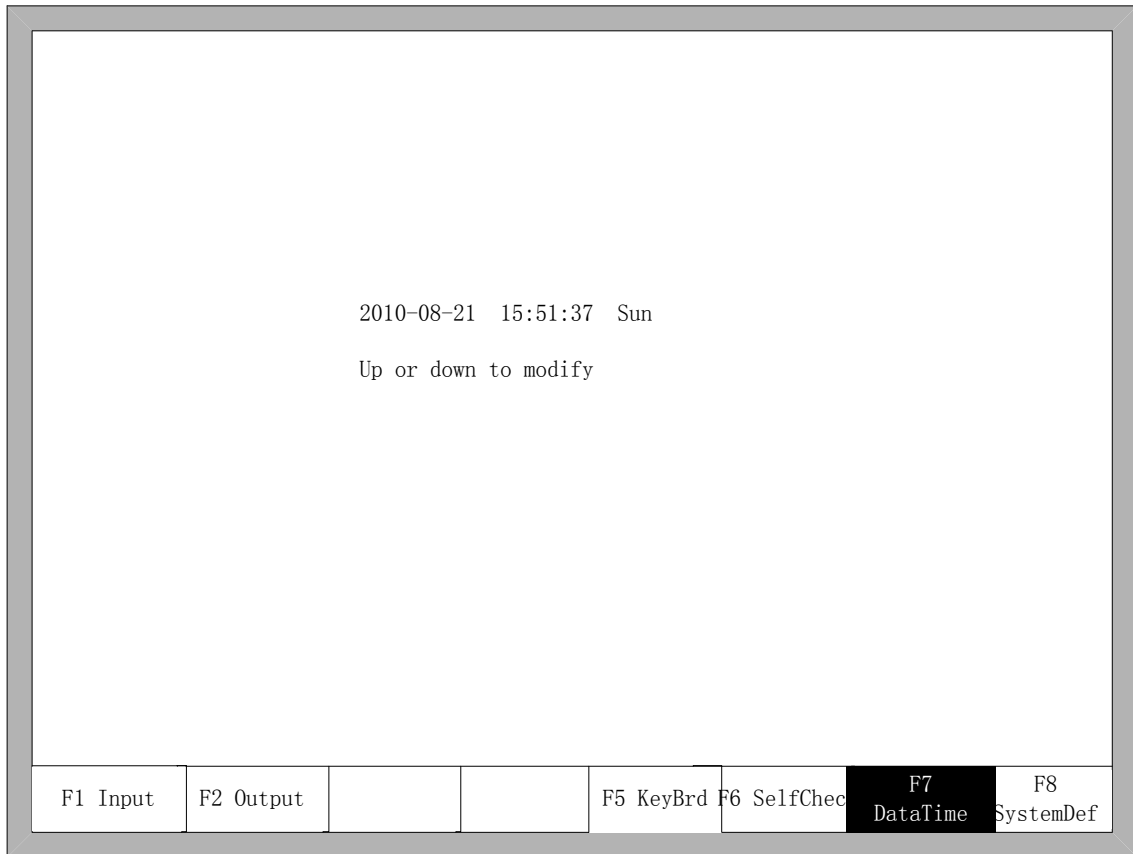 2010-08-21 15:51:37 Sun
Up or down to modify
F1 Input F2 Output F5 KeyBrd F6 SelfChec F7 DataTime F8 SystemDef